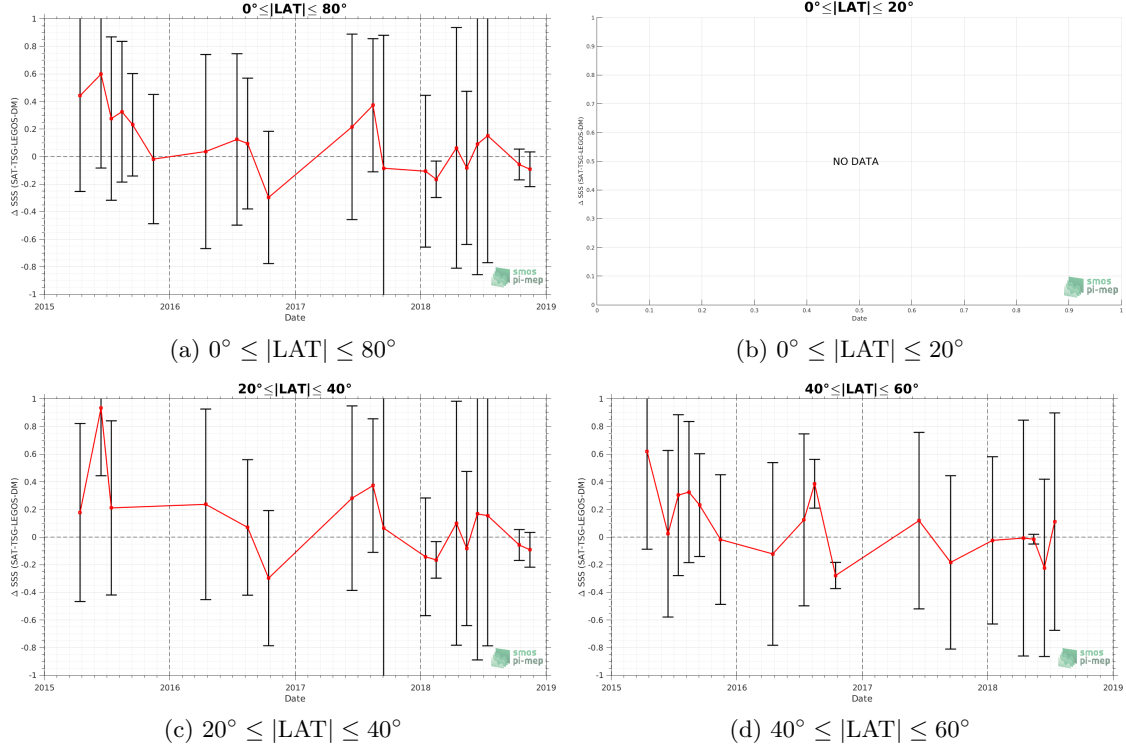 0°≤|LAT|≤ 80°
Δ SSS (SAT-TSG-LEGOS-DM)
1
0.8
0.6
0.4
0.2
0
-0.2
-0.4
-0.6
-0.8
-1
2015
2016
2017
2018
2019
Date
smos
pi-mep
(a) 0° ≤ |LAT| ≤ 80°
0°≤|LAT|≤ 20°
Δ SSS (SAT-TSG-LEGOS-DM)
1
0.9
0.8
0.7
0.6
0.5
0.4
0.3
0.2
0.1
0
NO DATA
0
0.1
0.2
0.3
0.4
0.5
0.6
0.7
0.8
0.9
1
Date
smos
pi-mep
(b) 0° ≤ |LAT| ≤ 20°
20°≤|LAT|≤ 40°
Δ SSS (SAT-TSG-LEGOS-DM)
1
0.8
0.6
0.4
0.2
0
-0.2
-0.4
-0.6
-0.8
-1
2015
2016
2017
2018
2019
Date
smos
pi-mep
(c) 20° ≤ |LAT| ≤ 40°
40°≤|LAT|≤ 60°
Δ SSS (SAT-TSG-LEGOS-DM)
1
0.8
0.6
0.4
0.2
0
-0.2
-0.4
-0.6
-0.8
-1
2015
2016
2017
2018
2019
Date
smos
pi-mep
(d) 40° ≤ |LAT| ≤ 60°